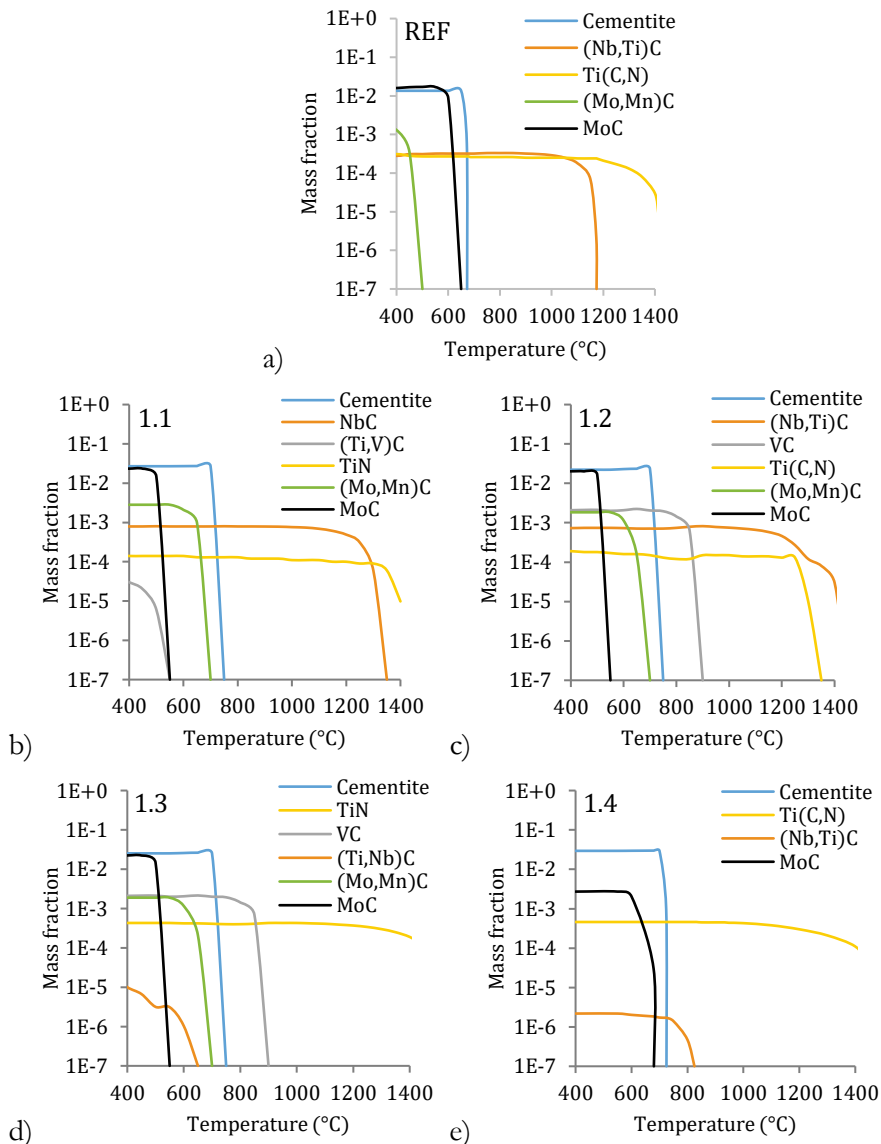 REF
Cementite
(Nb,Ti)C
Ti(C,N)
(Mo,Mn)C
MoC
1E+0
1E-1
1E-2
1E-3
1E-4
1E-5
1E-6
1E-7
Mass fraction
400 600 800 1000 1200 1400
Temperature (°C)
a)
1.1
Cementite
NbC
(Ti,V)C
TiN
(Mo,Mn)C
MoC
1E+0
1E-1
1E-2
1E-3
1E-4
1E-5
1E-6
1E-7
Mass fraction
400 600 800 1000 1200 1400
Temperature (°C)
b)
1.2
Cementite
(Nb,Ti)C
VC
Ti(C,N)
(Mo,Mn)C
MoC
1E+0
1E-1
1E-2
1E-3
1E-4
1E-5
1E-6
1E-7
Mass fraction
400 600 800 1000 1200 1400
Temperature (°C)
c)
1.3
Cementite
TiN
VC
(Ti,Nb)C
(Mo,Mn)C
MoC
1E+0
1E-1
1E-2
1E-3
1E-4
1E-5
1E-6
1E-7
Mass fraction
400 600 800 1000 1200 1400
Temperature (°C)
d)
1.4
Cementite
Ti(C,N)
(Nb,Ti)C
MoC
1E+0
1E-1
1E-2
1E-3
1E-4
1E-5
1E-6
1E-7
Mass fraction
400 600 800 1000 1200 1400
Temperature (°C)
e)